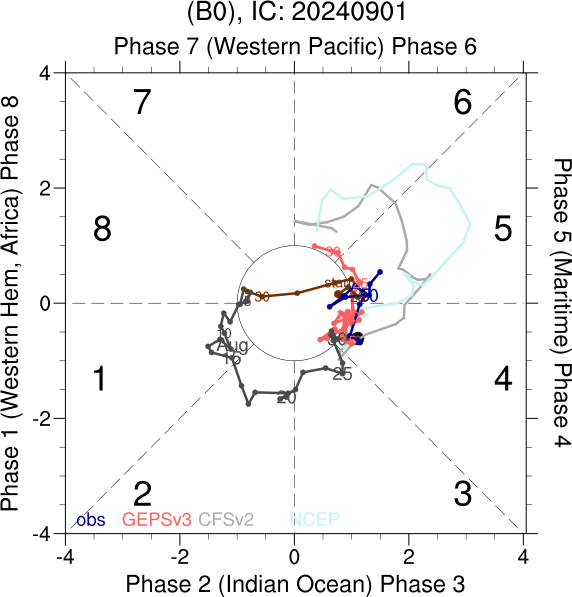 (B0), IC: 20240901
Phase 7 (Western Pacific) Phase 6
4
7
6
2
8
5
0
1
4
-2
2
3
-4
obs GEPSv3 CFSv2 NCEP
-4 -2 0 2 4
Phase 2 (Indian Ocean) Phase 3
Phase 1 (Western Hem, Africa) Phase 8
Phase 5 (Maritime) Phase 4
Aug
15
20
25
30